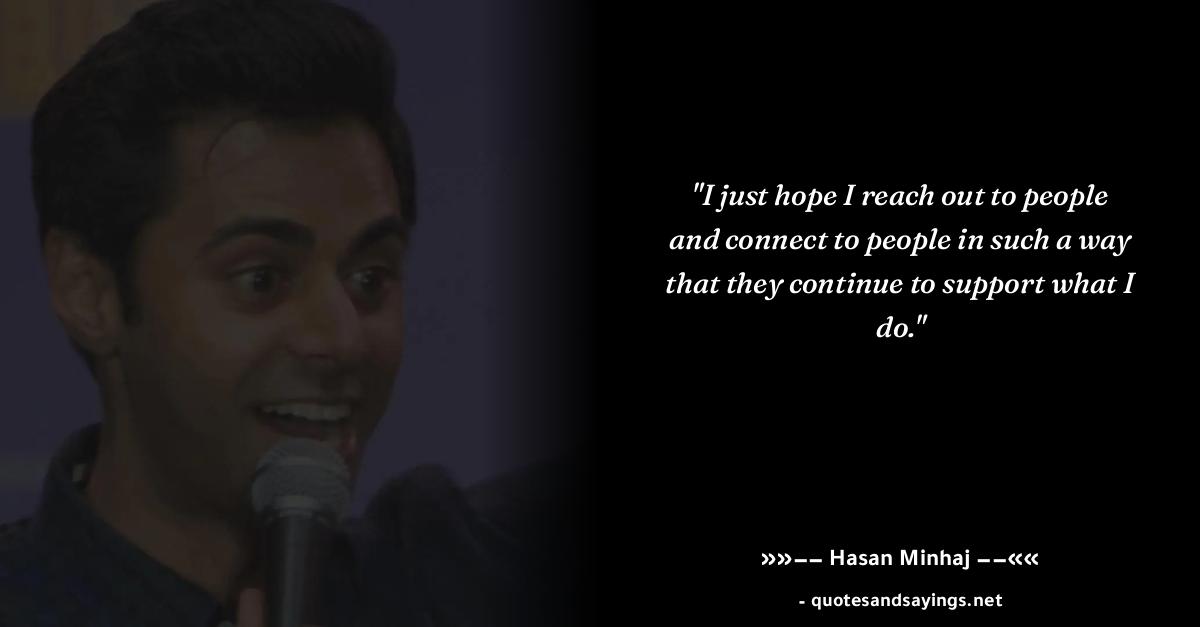 "I just hope I reach out to people
and connect to people in such a way
that they continue to support what I
do."
»»−− Hasan Minhaj −−««
- quotesandsayings.net